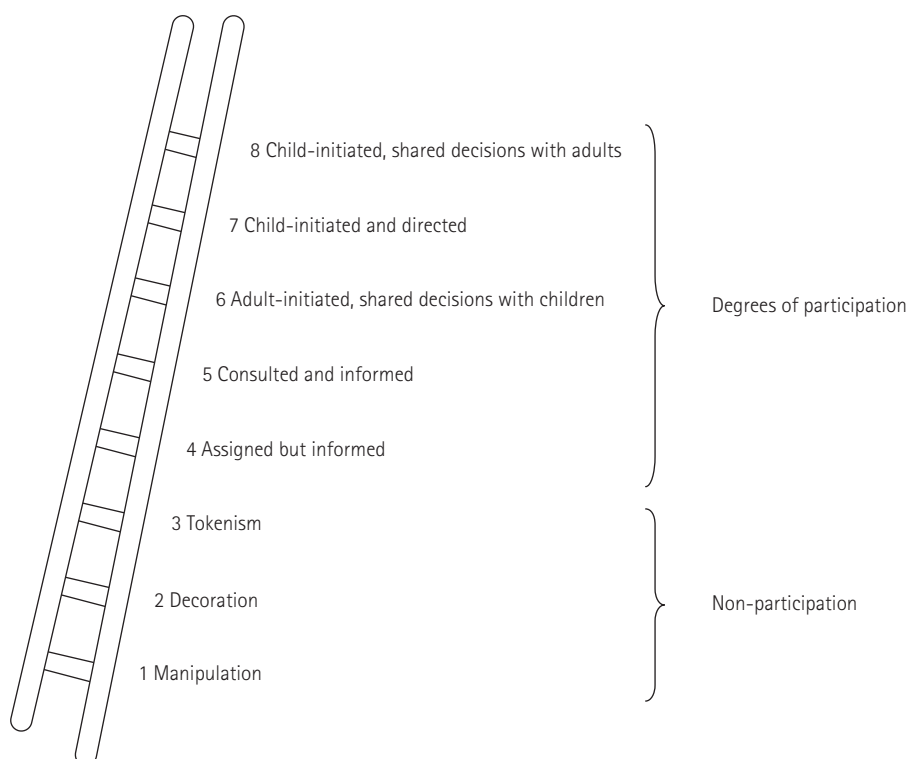 8 Child-initiated, shared decisions with adults
7 Child-initiated and directed
6 Adult-initiated, shared decisions with children
Degrees of participation
5 Consulted and informed
4 Assigned but informed
3 Tokenism
2 Decoration
Non-participation
1 Manipulation